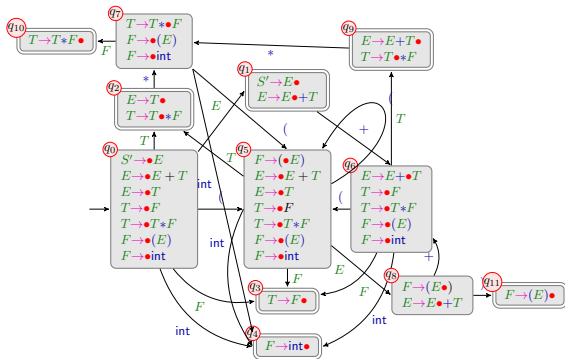 q10
T→T*F•
F
q7
T→T*•F
F→•(E)
F→•int
*
q9
E→E+T•
T→T•*F
q1
S′→E•
E→E•+T
*
q2
E→T•
T→T•*F
E
(
+
(
T
T
T
q0
S′→•E
E→•E + T
E→•T
T→•F
T→•T*F
F→•(E)
F→•int
int
(
int
q5
F→(•E)
E→•E + T
E→•T
T→•F
T→•T*F
F→•(E)
F→•int
(
q6
E→E+•T
T→•F
T→•T*F
F→•(E)
F→•int
+
F
E
F
F
int
int
q3
T→F•
q8
F→(E•)
E→E•+T
)
q11
F→(E)•
q4
F→int•